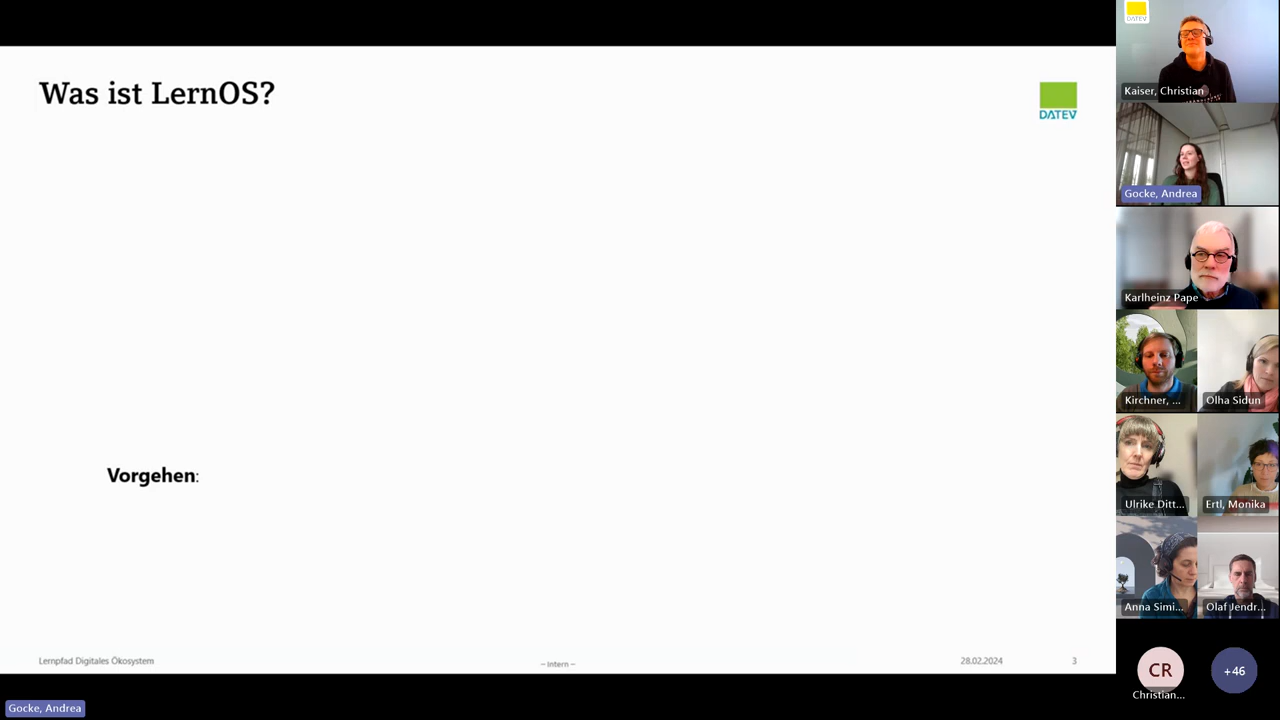 Was ist LernOS?
DATEV
Vorgehen:
Lernpfad Digitales Ökosystem
– Intern –
28.02.2024
3
Gocke, Andrea
DATEV
Kaiser, Christian
Gocke, Andrea
Karlheinz Pape
Kirchner, ...
Olha Sidun
Ulrike Ditt...
Ertl, Monika
Anna Simi...
Olaf Jendr...
CR
Christian...
+46